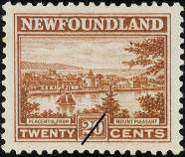 NEWFOUNDLAND
PLACENTIA, FROM MOUNT PLEASANT
TWENTY 20 CENTS